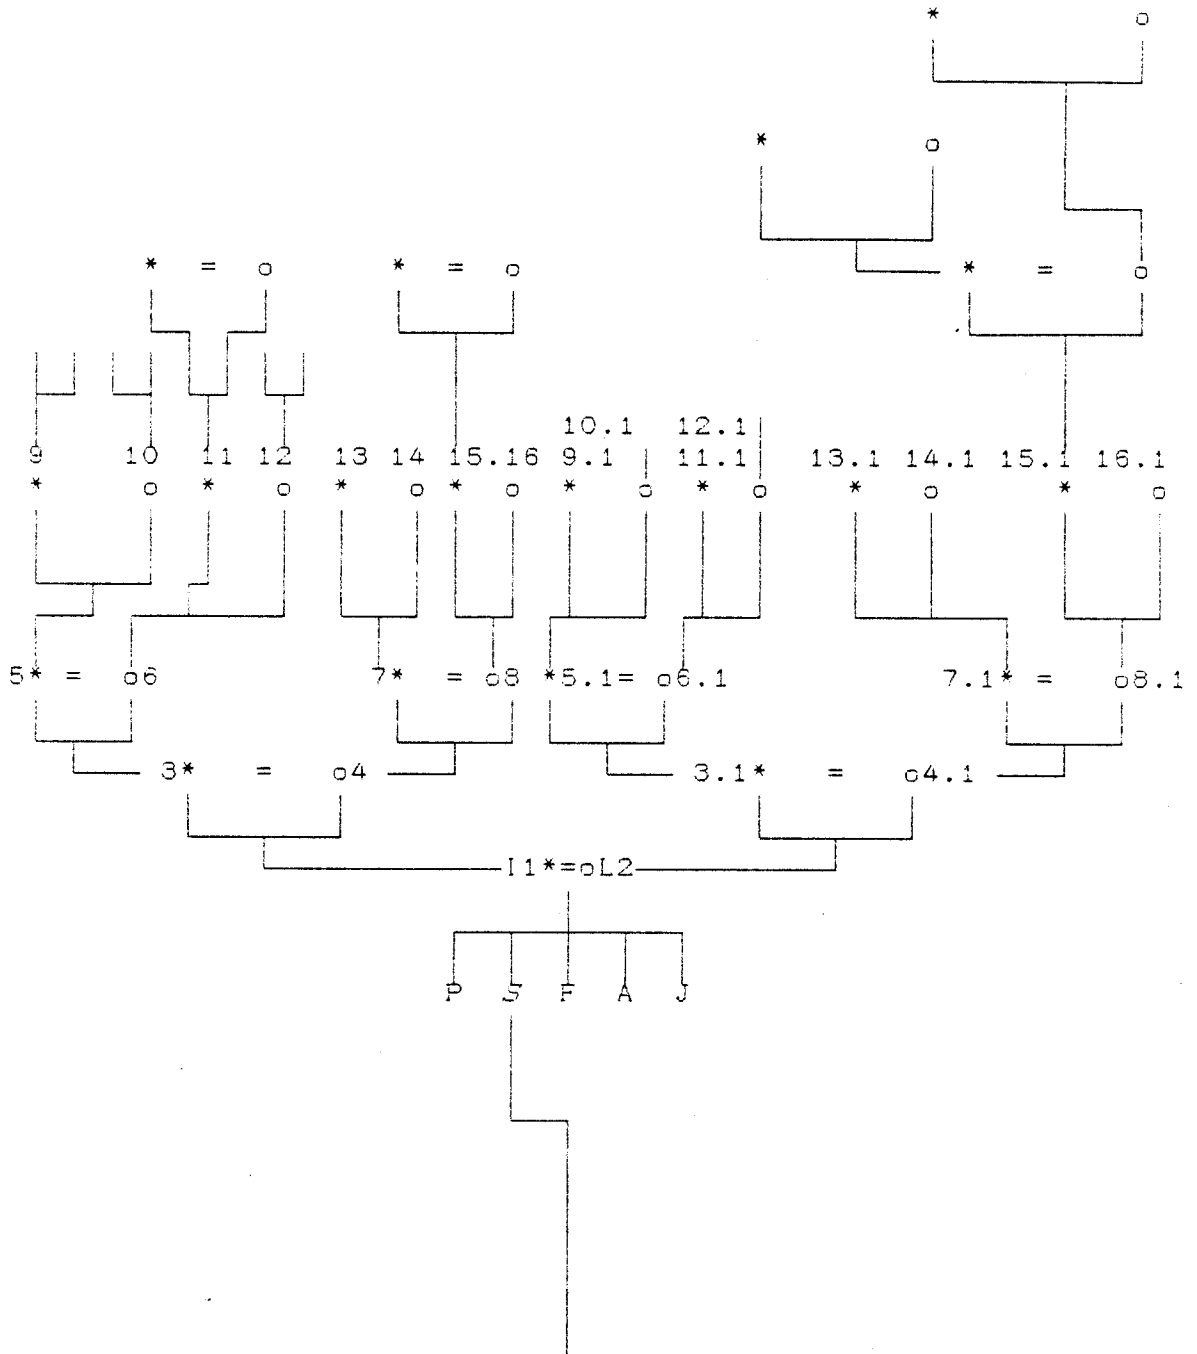 * o
* o
* = o * = o * = o
10.1 12.1
9 10 11 12 13 14 15.16 9.1 11.1 13.1 14.1 15.1 16.1
* o * o * o * o * o * o * o * o
5* = o6 7* = o8 *5.1= o6.1 7.1* = o8.1
3* = o4 3.1* = o4.1
I1*=oL2
P S F A J